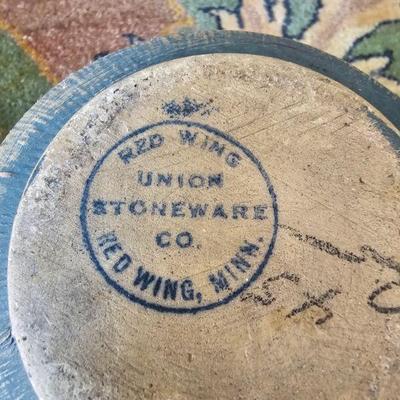 RED WING
UNION
STONEWARE
CO.
RED WING, MINN.